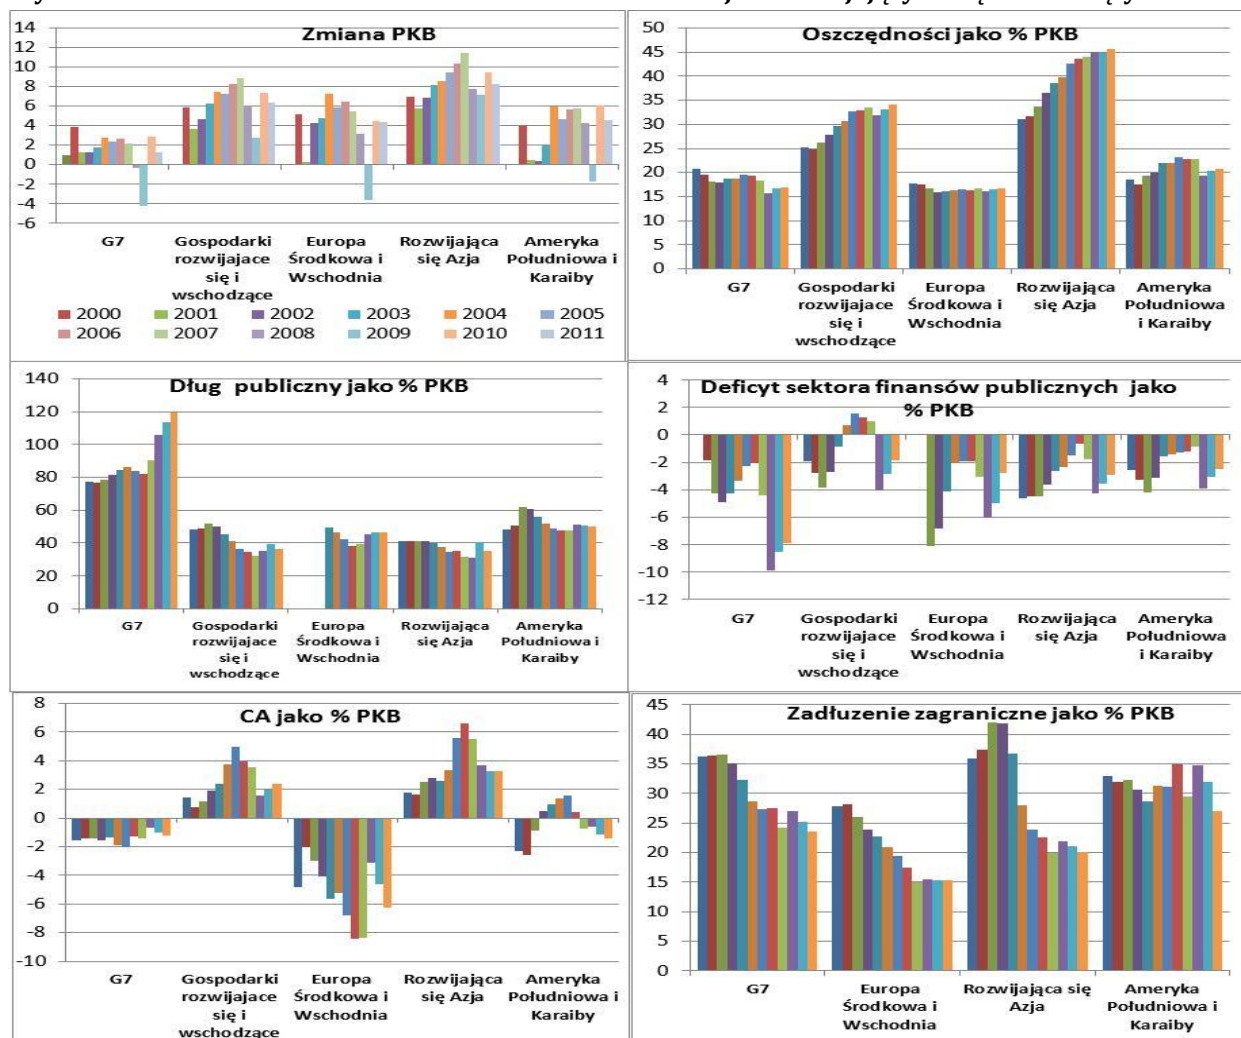 Zmiana PKB
14
12
10
8
6
4
2
0
-2
-4
-6
G7
Gospodarki rozwijajace się i wschodzące
Europa Środkowa i Wschodnia
Rozwijająca się Azja
Ameryka Południowa i Karaiby
2000 2001 2002 2003 2004 2005
2006 2007 2008 2009 2010 2011
Oszczędności jako % PKB
50
45
40
35
30
25
20
15
10
5
0
G7
Gospodarki rozwijajace się i wschodzące
Europa Środkowa i Wschodnia
Rozwijająca się Azja
Ameryka Południowa i Karaiby
Dług publiczny jako % PKB
140
120
100
80
60
40
20
0
G7
Gospodarki rozwijajace się i wschodzące
Europa Środkowa i Wschodnia
Rozwijająca się Azja
Ameryka Południowa i Karaiby
Deficyt sektora finansów publicznych jako
% PKB
4
2
0
-2
-4
-6
-8
-10
-12
G7
Gospodarki rozwijajace się i wschodzące
Europa Środkowa i Wschodnia
Rozwijająca się Azja
Ameryka Południowa i Karaiby
CA jako % PKB
8
6
4
2
0
-2
-4
-6
-8
-10
G7
Gospodarki rozwijajace się i wschodzące
Europa Środkowa i Wschodnia
Rozwijająca się Azja
Ameryka Południowa i Karaiby
Zadłuzenie zagraniczne jako % PKB
45
40
35
30
25
20
15
10
5
0
G7
Europa Środkowa i Wschodnia
Rozwijająca się Azja
Ameryka Południowa i Karaiby